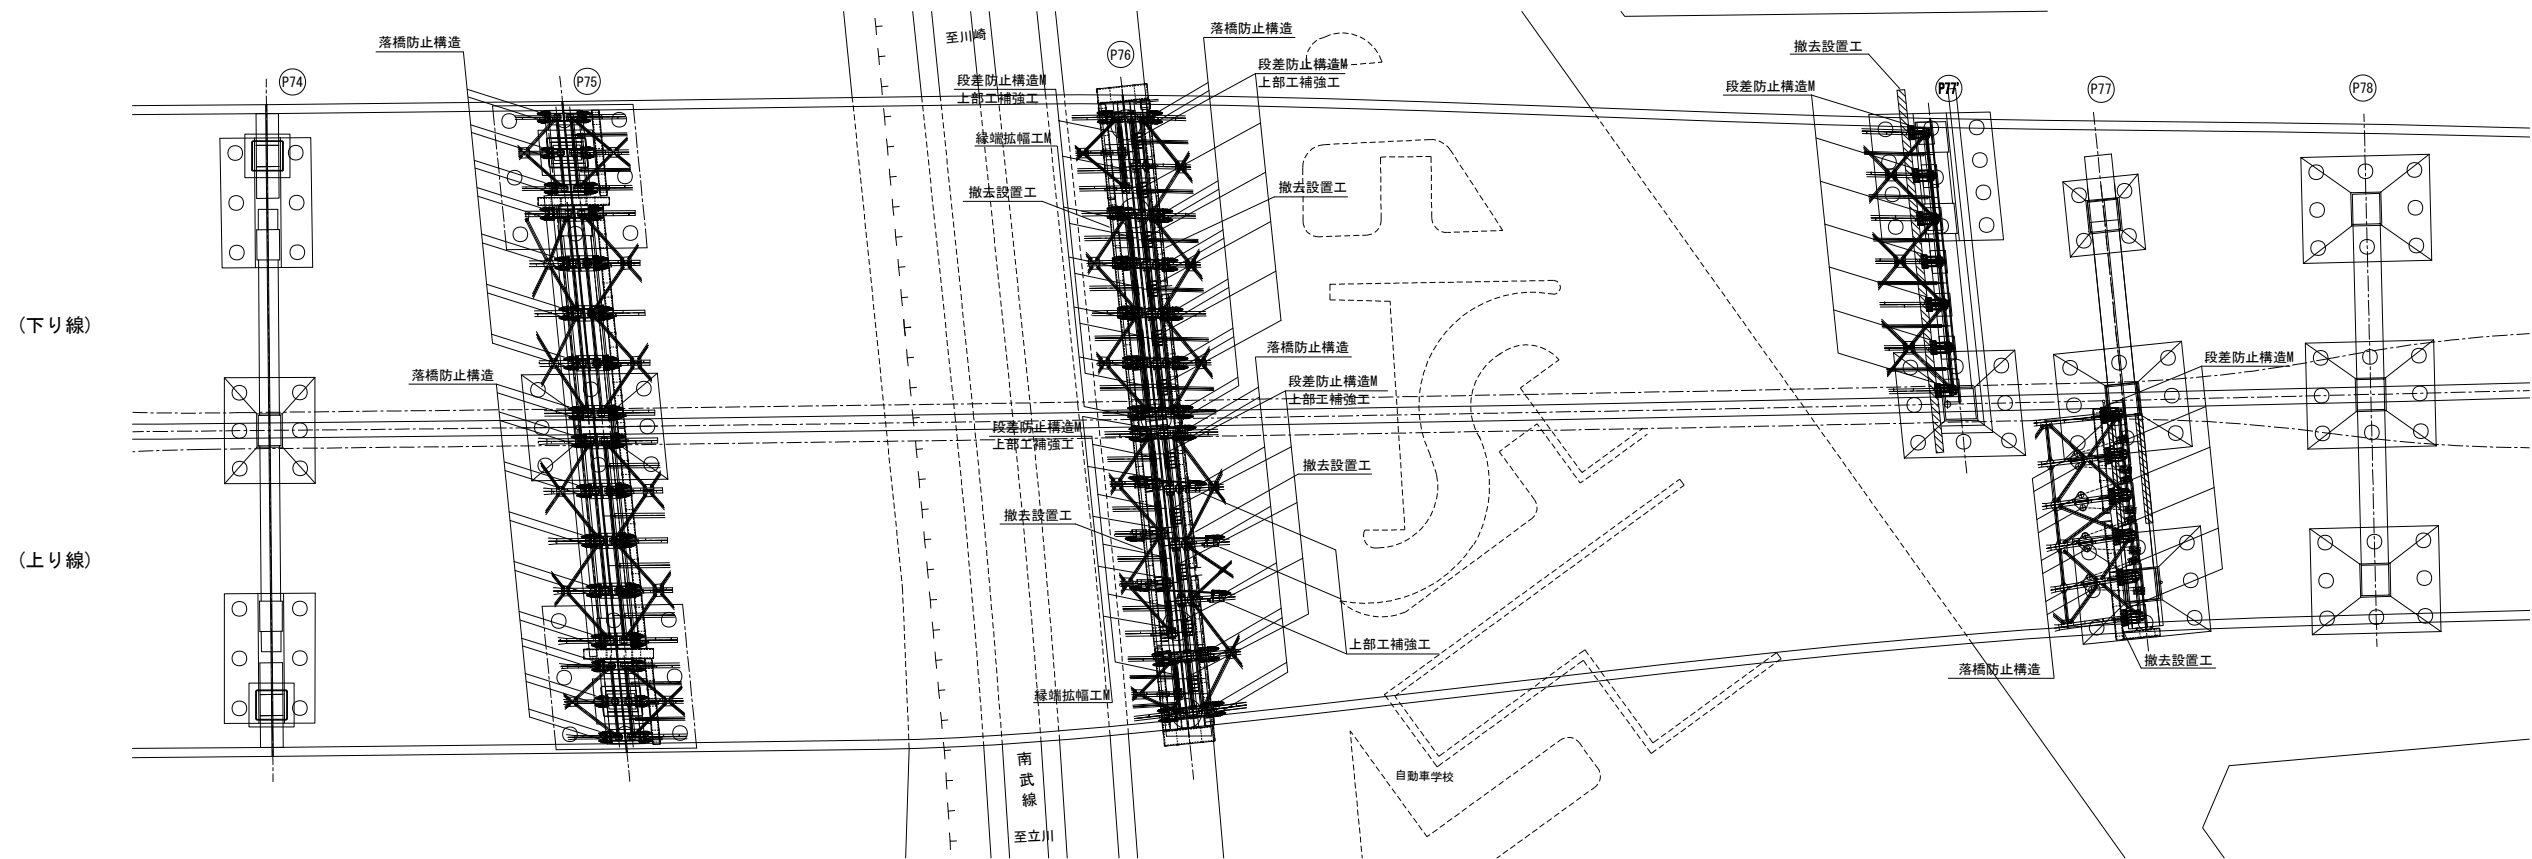 落橋防止構造
P74
P75
至川崎
P76
落橋防止構造
段差防止構造M
上部工補強工
段差防止構造M
上部工補強工
撤去設置工
段差防止構造M
P77
P78
縁端拡幅工M
撤去設置工
撤去設置工
(下り線)
落橋防止構造
落橋防止構造
段差防止構造M
段差防止構造M
上部工補強工
段差防止構造M
上部工補強工
撤去設置工
撤去設置工
(上り線)
上部工補強工
撤去設置工
落橋防止構造
縁端拡幅工M
南武線
自動車学校
至立川